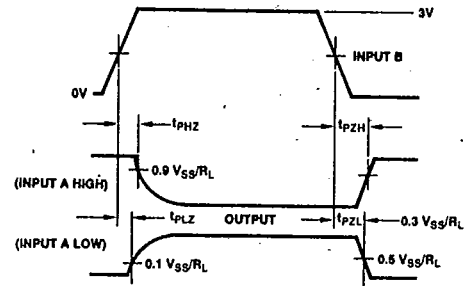 3V
INPUT B
0V
tPHZ
tPZH
0.9 VSS/RL
(INPUT A HIGH)
tPLZ
OUTPUT
tPZL
0.3 VSS/RL
(INPUT A LOW)
0.1 VSS/RL
0.5 VSS/RL